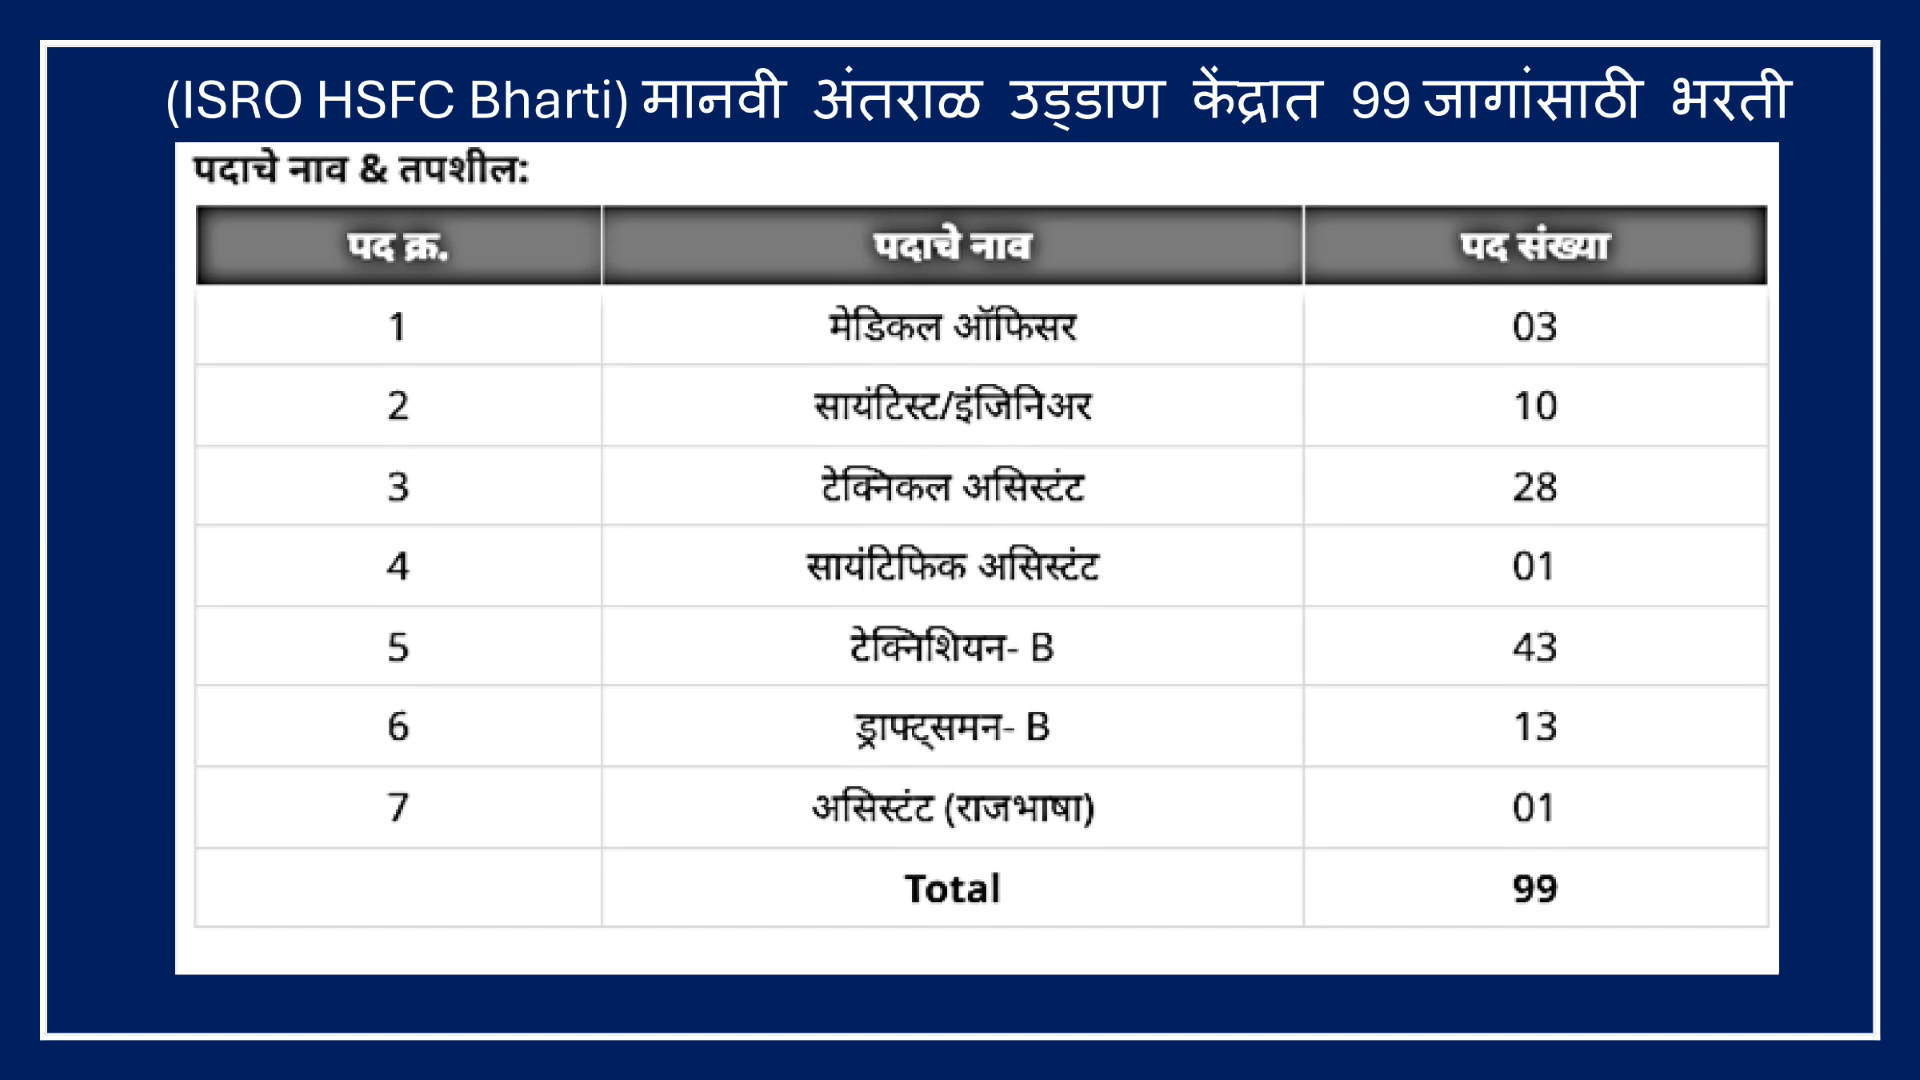 (ISRO HSFC Bharti) मानवी अंतराळ उड्डाण केंद्रात 99 जागांसाठी भरती
पदाचे नाव & तपशील:
पद क्र. पदाचे नाव पद संख्या
1 मेडिकल ऑफिसर 03
2 सायंटिस्ट/इंजिनिअर 10
3 टेक्निकल असिस्टंट 28
4 सायंटिफिक असिस्टंट 01
5 टेक्निशियन- B 43
6 ड्राफ्ट्समन- B 13
7 असिस्टंट (राजभाषा) 01
Total 99